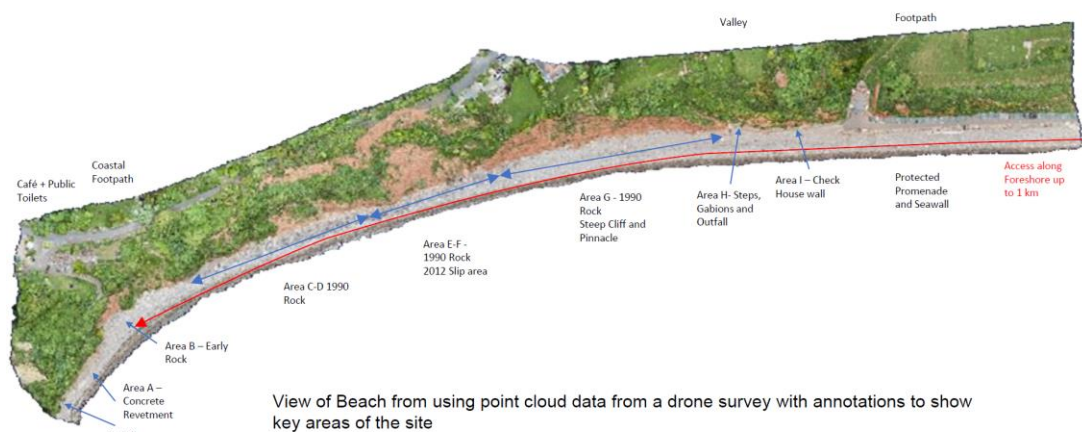 Valley
Footpath
Coastal
Footpath
Café + Public
Toilets
Area G - 1990
Rock
Steep Cliff and
Pinnacle
Area H- Steps,
Gabions and
Outfall
Area I – Check
House wall
Protected
Promenade
and Seawall
Access along
Foreshore up
to 1 km
Area E-F -
1990 Rock
2012 Slip area
Area C-D 1990
Rock
Area B – Early
Rock
Area A –
Concrete
Revetment
View of Beach from using point cloud data from a drone survey with annotations to show
key areas of the site